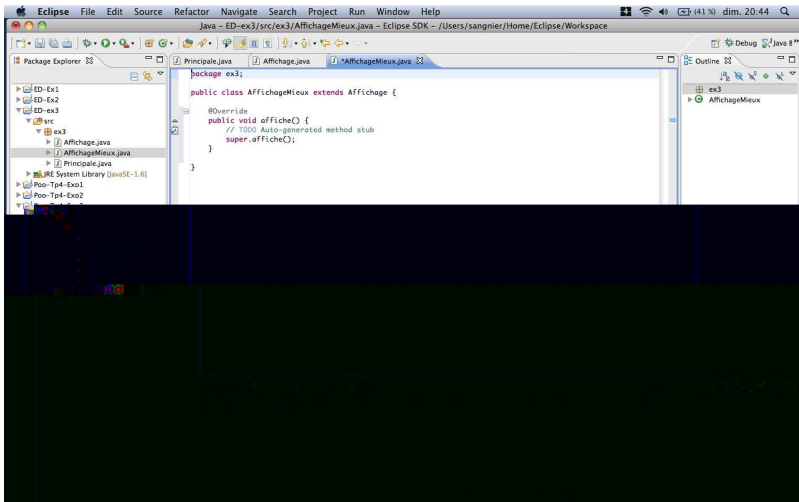 Eclipse File Edit Source Refactor Navigate Search Project Run Window Help (41 %) dim. 20:44
Java – ED-ex3/src/ex3/AffichageMieux.java – Eclipse SDK – /Users/sangnier/Home/Eclipse/Workspace
Debug Java
Package Explorer
Principale.java Affichage.java *AffichageMieux.java
Outline
ED-Ex1
ED-Ex2
ED-ex3
src
ex3
Affichage.java
AffichageMieux.java
Principale.java
JRE System Library [JavaSE-1.6]
Poo-Tp4-Exo1
Poo-Tp4-Exo2
package ex3;
public class AffichageMieux extends Affichage {
@Override
public void affiche() {
// TODO Auto-generated method stub
super.affiche();
}
}
ex3
AffichageMieux